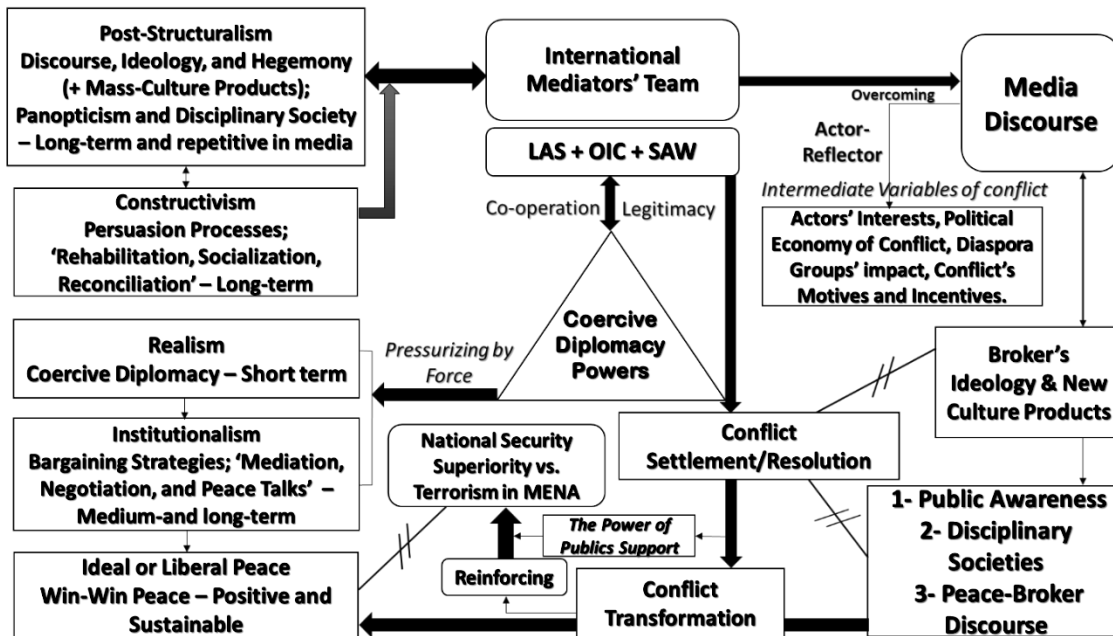 Post-Structuralism
Discourse, Ideology, and Hegemony
(+ Mass-Culture Products);
Panopticism and Disciplinary Society
– Long-term and repetitive in media
International
Mediators' Team
Overcoming
Media
Discourse
Actor-
Reflector
LAS + OIC + SAW
Intermediate Variables of conflict
Constructivism
Persuasion Processes;
'Rehabilitation, Socialization,
Reconciliation' – Long-term
Co-operation
Legitimacy
Actors' Interests, Political
Economy of Conflict, Diaspora
Groups' impact, Conflict's
Motives and Incentives.
Coercive
Diplomacy
Powers
Realism
Coercive Diplomacy – Short term
Pressurizing by
Force
Broker's
Ideology & New
Culture Products
Institutionalism
Bargaining Strategies; 'Mediation,
Negotiation, and Peace Talks' –
Medium-and long-term
National Security
Superiority vs.
Terrorism in MENA
Conflict
Settlement/Resolution
1- Public Awareness
2- Disciplinary
Societies
3- Peace-Broker
Discourse
The Power of
Publics Support
Ideal or Liberal Peace
Win-Win Peace – Positive and
Sustainable
Reinforcing
Conflict
Transformation